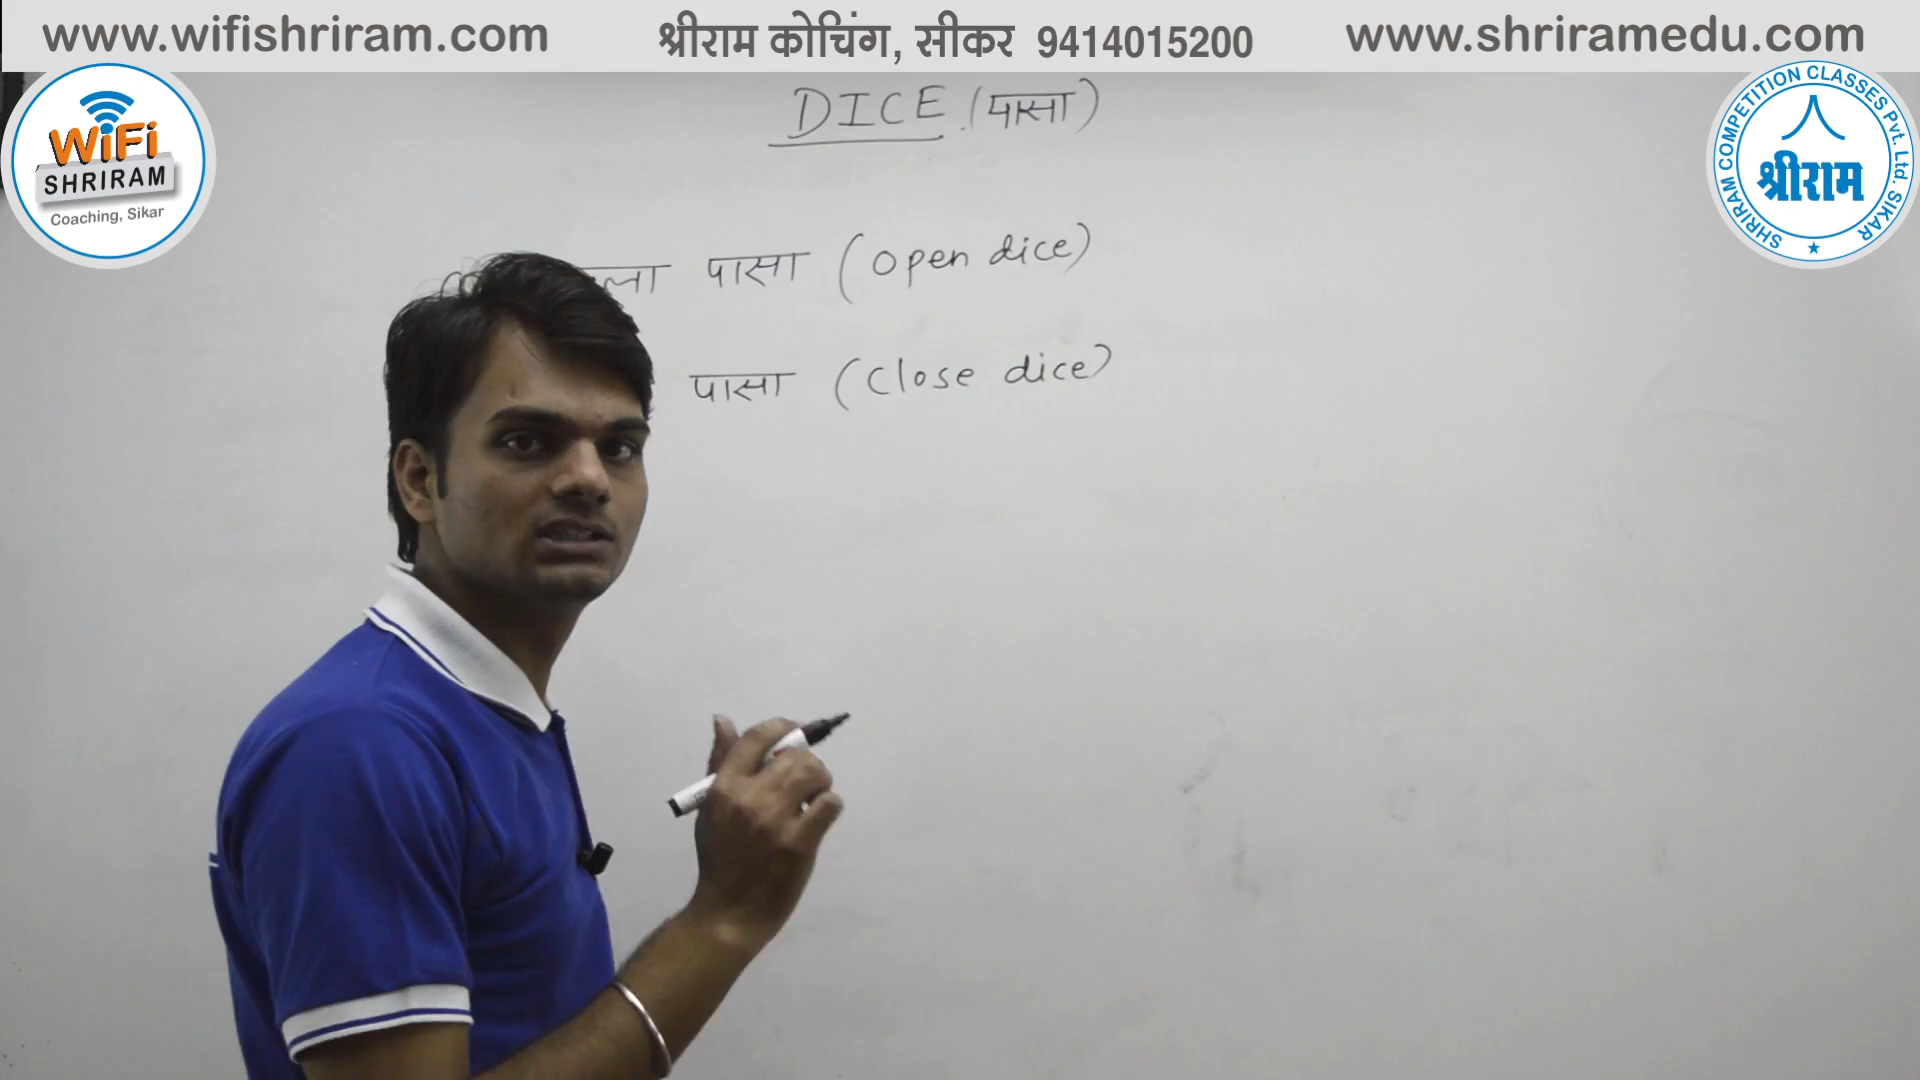 www.wifishriram.com
श्रीराम कोचिंग, सीकर 9414015200
www.shriramedu.com
WiFi
SHRIRAM
Coaching, Sikar
SHRIRAM COMPETITION CLASSES Pvt. Ltd. SIKAR
श्रीराम
DICE (पासा)
पासा (Open dice)
पासा (Close dice)